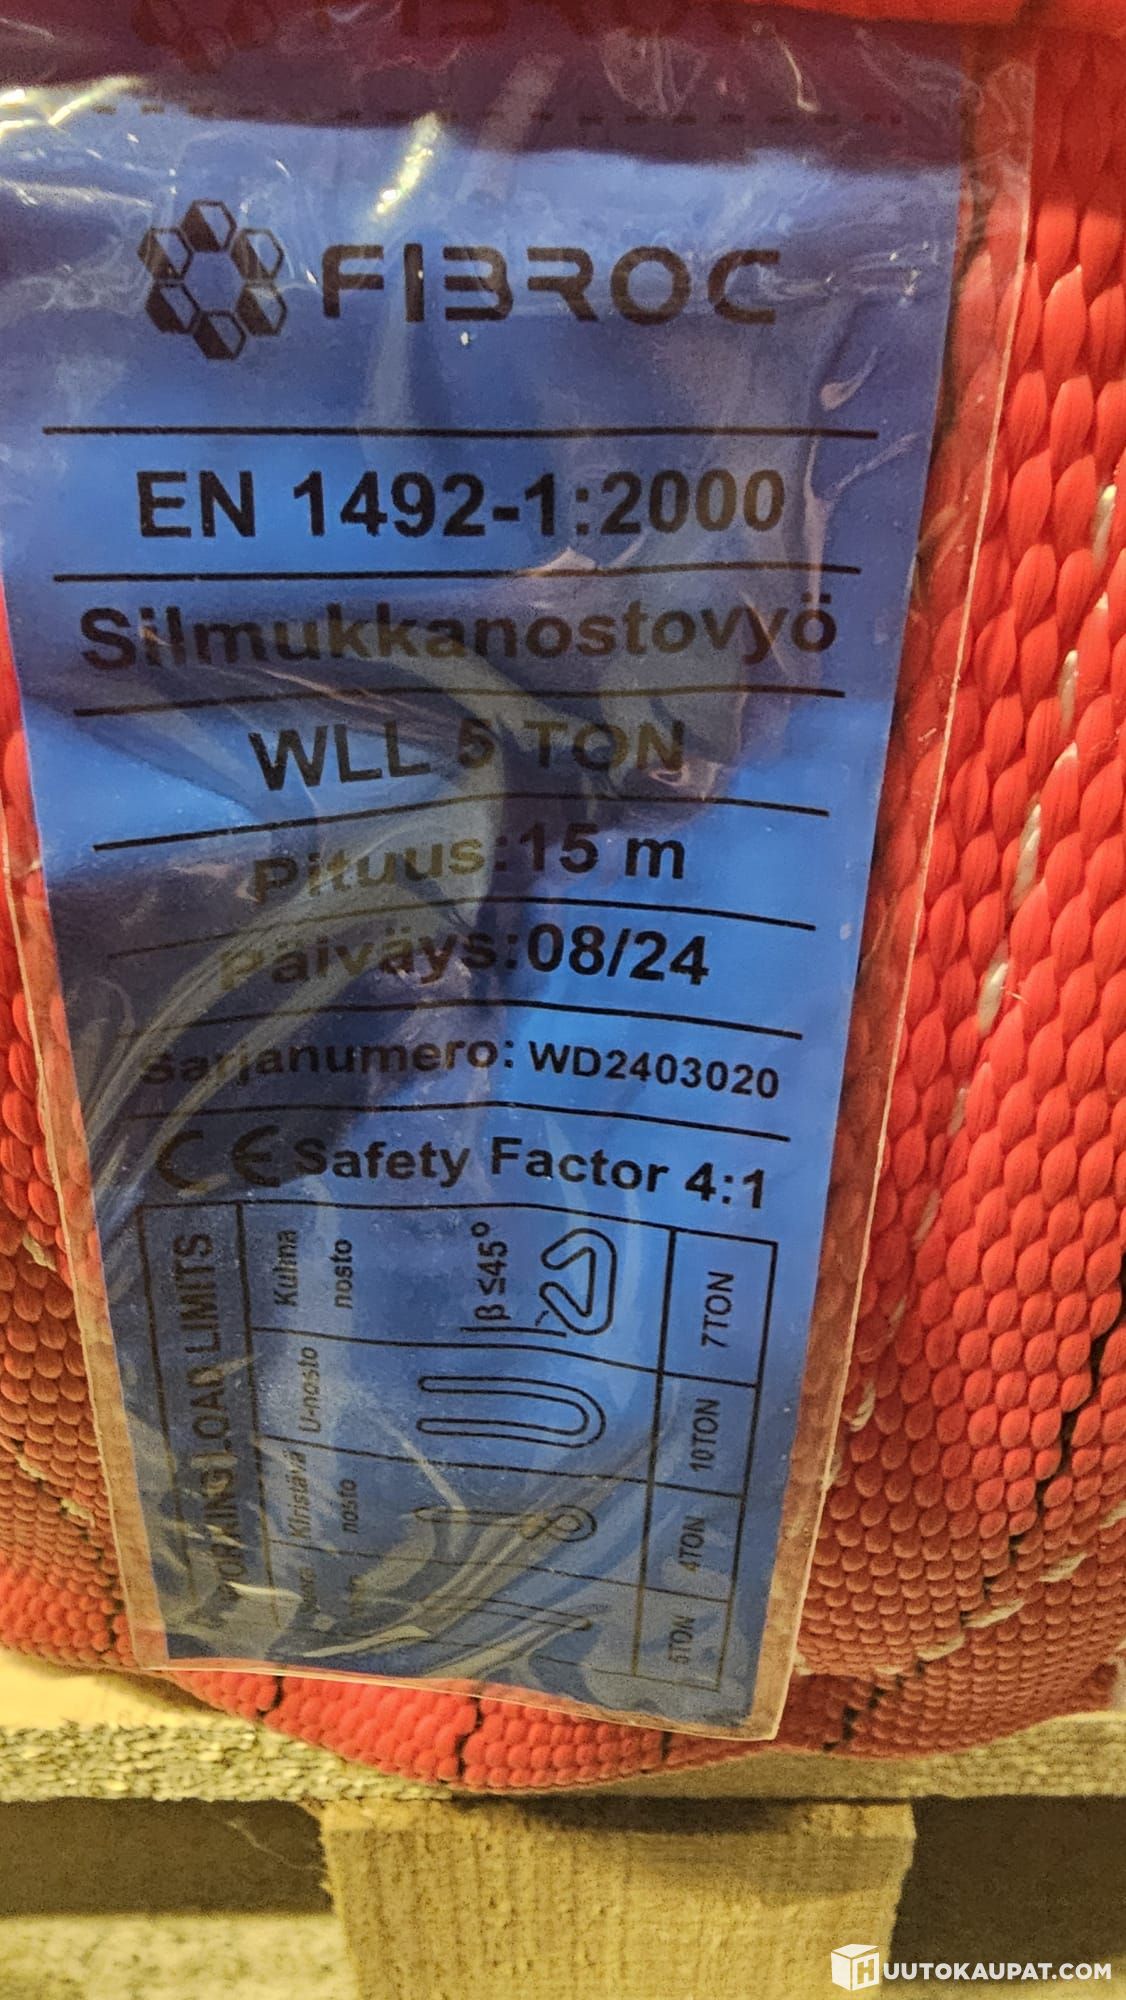 FIBROC
EN 1492-1:2000
Silmukkanostovyö
WLL 5 TON
Pituus:15 m
Päiväys:08/24
Sarjanumero: WD2403020
CE Safety Factor 4:1
WORKING LOAD LIMITS
Kulma nosto
β ≤45°
7TON
U-nosto
10TON
Kiristävä nosto
4TON
5TON
HUUTOKAUPAT.COM